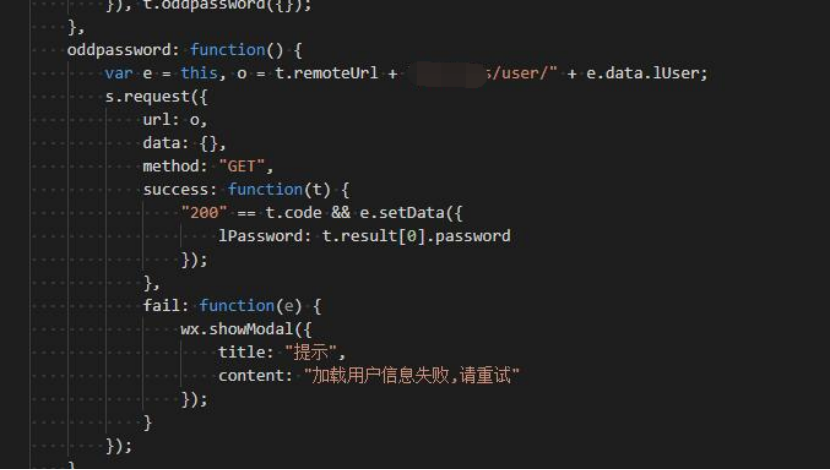 }), t.oddpassword({});
},
oddpassword: function() {
var e = this, o = t.remoteUrl + s/user/" + e.data.lUser;
s.request({
url: o,
data: {},
method: "GET",
success: function(t) {
"200" == t.code && e.setData({
lPassword: t.result[0].password
});
},
fail: function(e) {
wx.showModal({
title: "提示",
content: "加载用户信息失败,请重试"
});
}
});
}